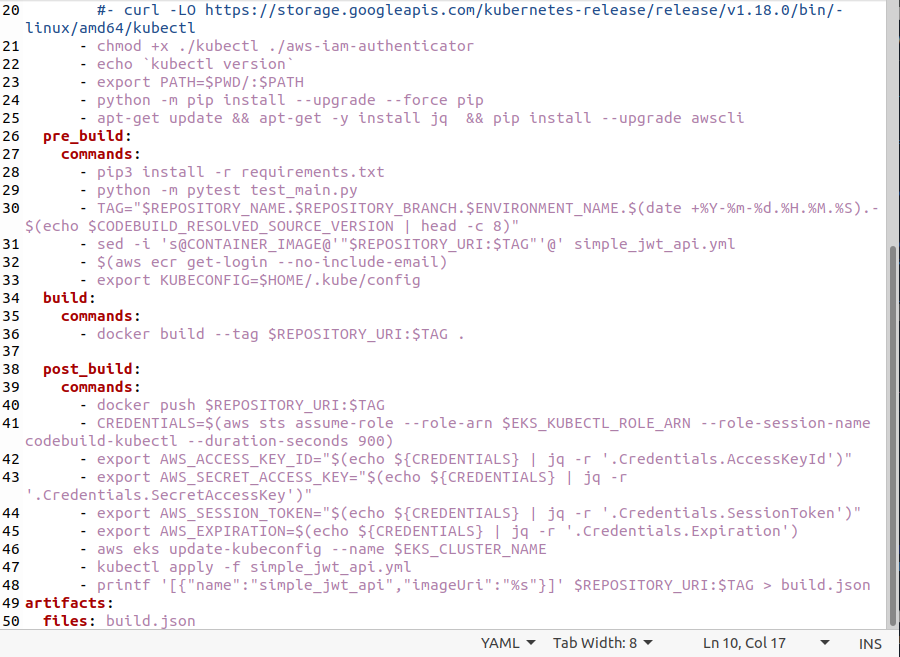 20 #- curl -LO https://storage.googleapis.com/kubernetes-release/release/v1.18.0/bin/-
linux/amd64/kubectl
21 - chmod +x ./kubectl ./aws-iam-authenticator
22 - echo `kubectl version`
23 - export PATH=$PWD/:$PATH
24 - python -m pip install --upgrade --force pip
25 - apt-get update && apt-get -y install jq  && pip install --upgrade awscli
26 pre_build:
27 commands:
28 - pip3 install -r requirements.txt
29 - python -m pytest test_main.py
30 - TAG="$REPOSITORY_NAME.$REPOSITORY_BRANCH.$ENVIRONMENT_NAME.$(date +%Y-%m-%d.%H.%M.%S).-
$(echo $CODEBUILD_RESOLVED_SOURCE_VERSION | head -c 8)"
31 - sed -i 's@CONTAINER_IMAGE@'"$REPOSITORY_URI:$TAG"'@' simple_jwt_api.yml
32 - $(aws ecr get-login --no-include-email)
33 - export KUBECONFIG=$HOME/.kube/config
34 build:
35 commands:
36 - docker build --tag $REPOSITORY_URI:$TAG .
37
38 post_build:
39 commands:
40 - docker push $REPOSITORY_URI:$TAG
41 - CREDENTIALS=$(aws sts assume-role --role-arn $EKS_KUBECTL_ROLE_ARN --role-session-name
codebuild-kubectl --duration-seconds 900)
42 - export AWS_ACCESS_KEY_ID="$(echo ${CREDENTIALS} | jq -r '.Credentials.AccessKeyId')"
43 - export AWS_SECRET_ACCESS_KEY="$(echo ${CREDENTIALS} | jq -r
'.Credentials.SecretAccessKey')"
44 - export AWS_SESSION_TOKEN="$(echo ${CREDENTIALS} | jq -r '.Credentials.SessionToken')"
45 - export AWS_EXPIRATION=$(echo ${CREDENTIALS} | jq -r '.Credentials.Expiration')
46 - aws eks update-kubeconfig --name $EKS_CLUSTER_NAME
47 - kubectl apply -f simple_jwt_api.yml
48 - printf '[{"name":"simple_jwt_api","imageUri":"%s"}]' $REPOSITORY_URI:$TAG > build.json
49 artifacts:
50 files: build.json
YAML Tab Width: 8 Ln 10, Col 17 INS